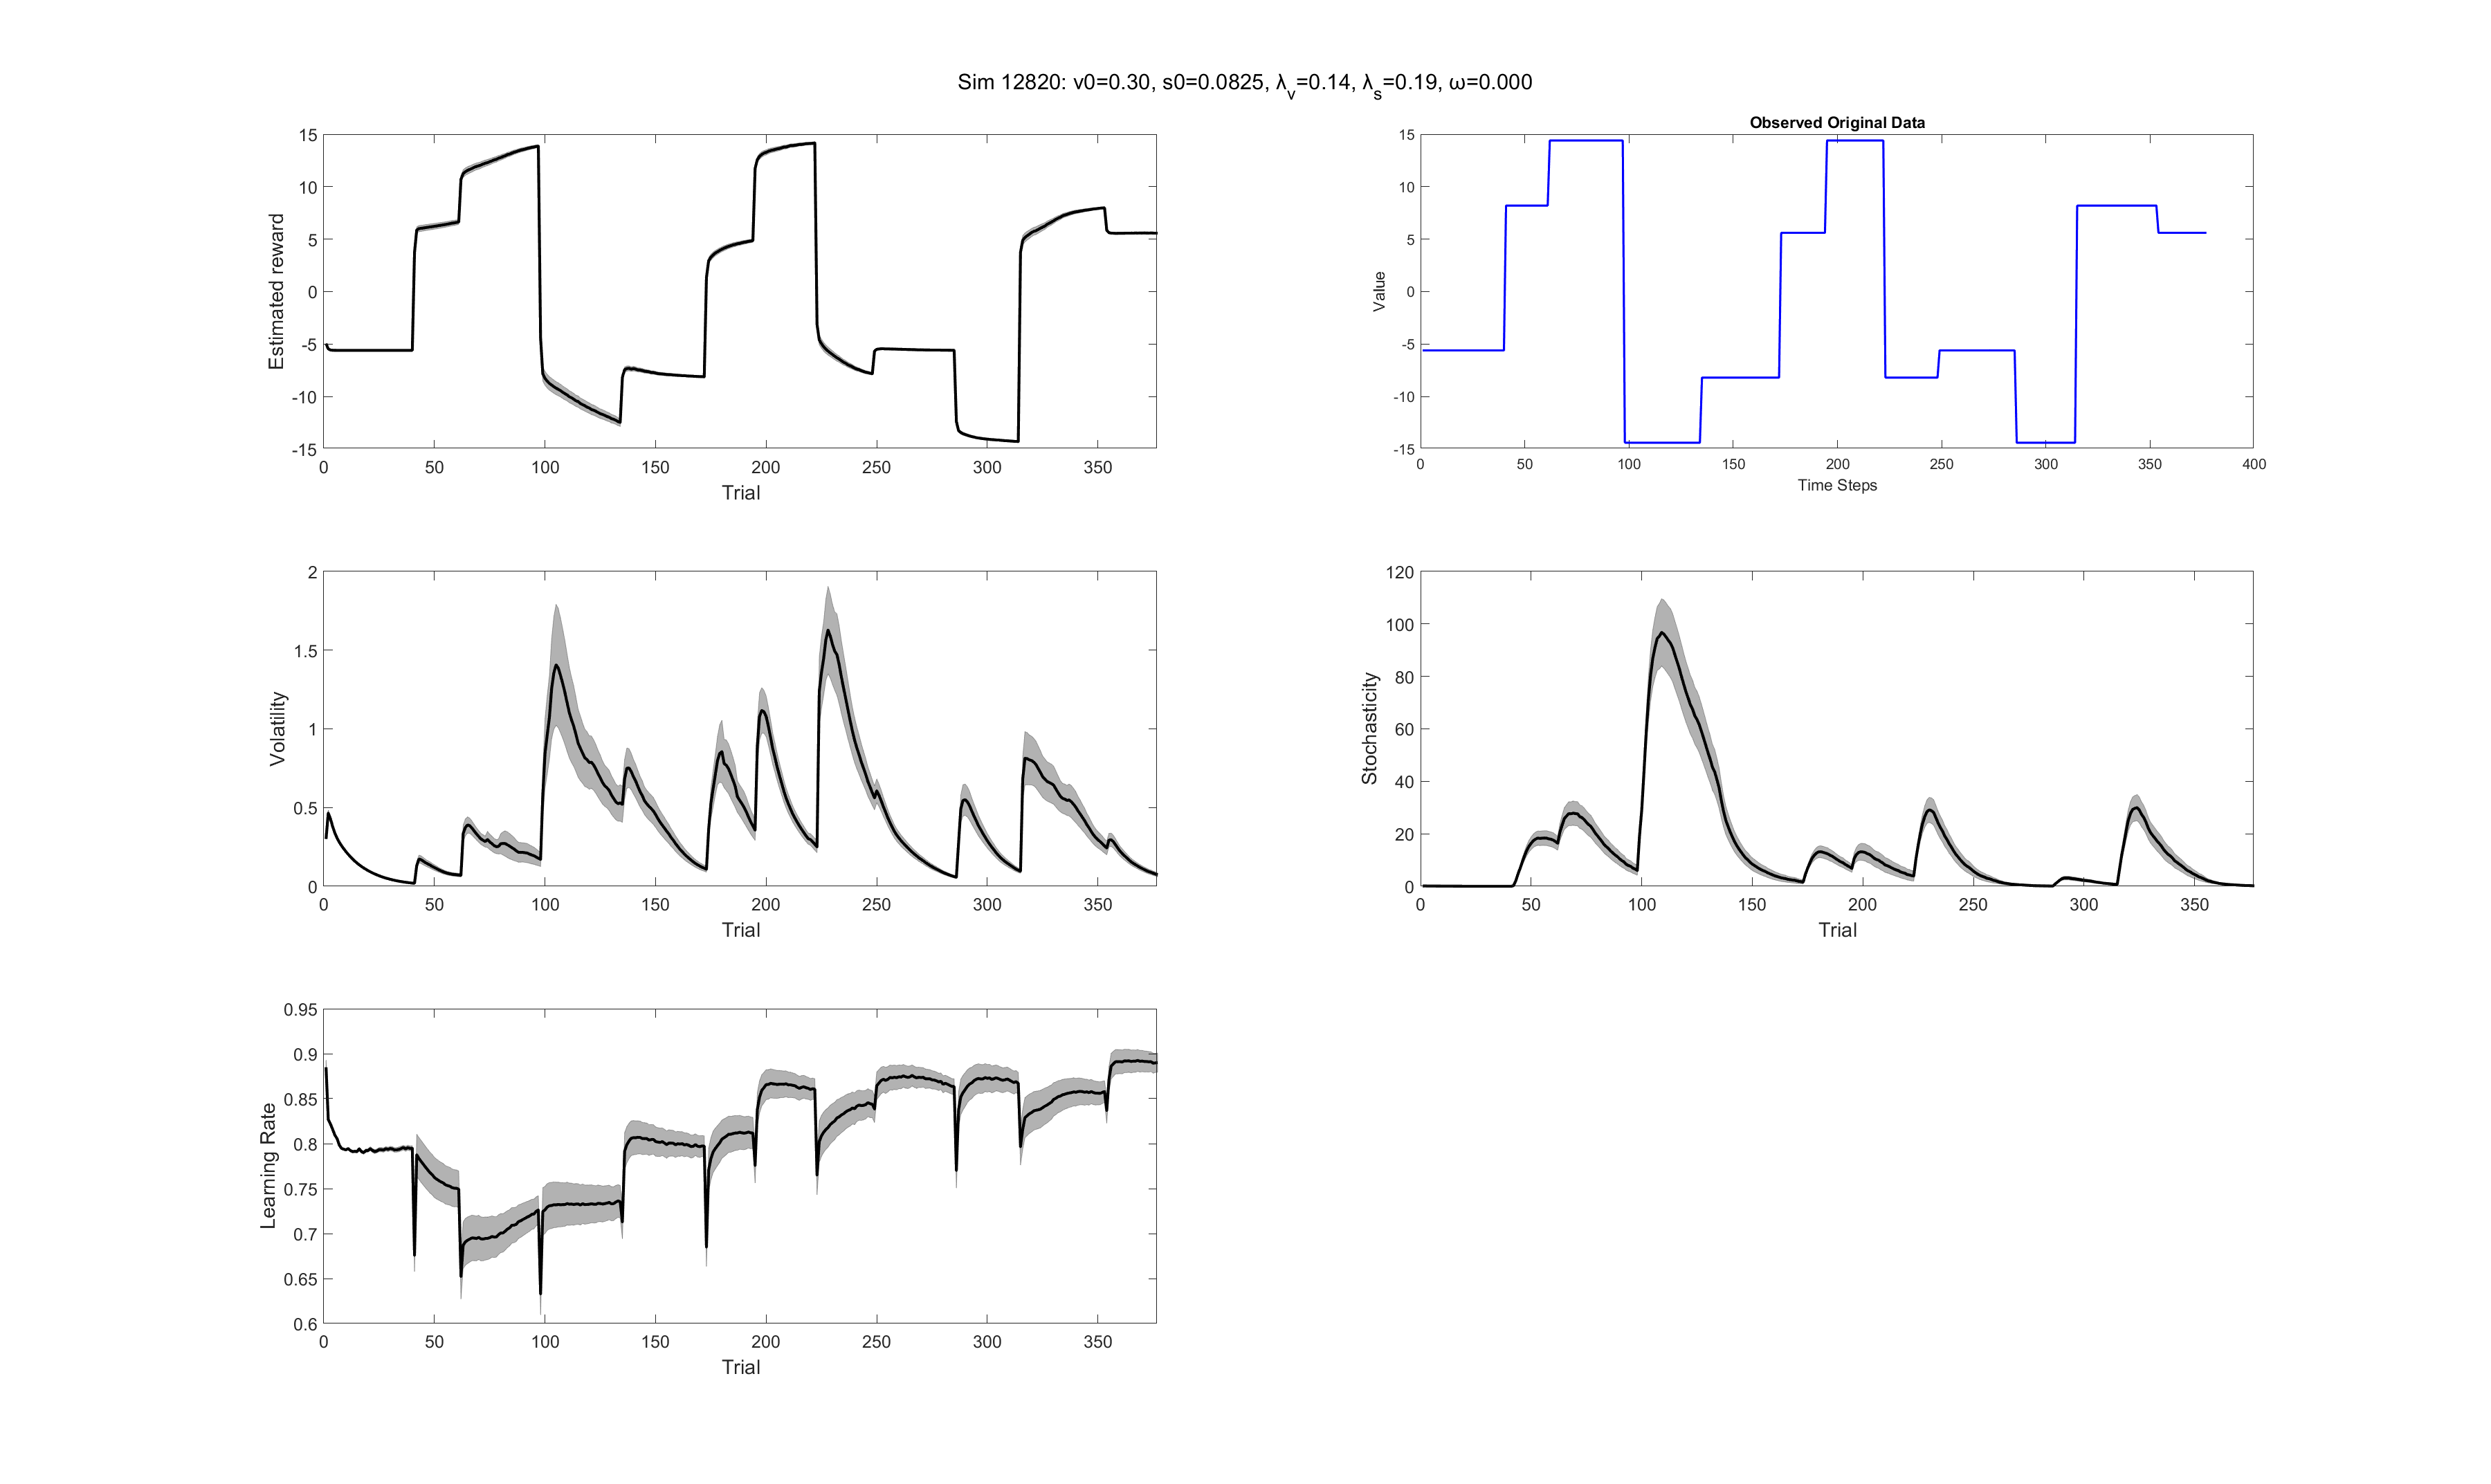 Sim 12820: v0=0.30, s0=0.0825, λv=0.14, λs=0.19, ω=0.000
Estimated reward
15
10
5
0
-5
-10
-15
0 50 100 150 200 250 300 350
Trial
Observed Original Data
Value
15
10
5
0
-5
-10
-15
0 50 100 150 200 250 300 350 400
Time Steps
Volatility
2
1.5
1
0.5
0
0 50 100 150 200 250 300 350
Trial
Stochasticity
120
100
80
60
40
20
0
0 50 100 150 200 250 300 350
Trial
Learning Rate
0.95
0.9
0.85
0.8
0.75
0.7
0.65
0.6
0 50 100 150 200 250 300 350
Trial